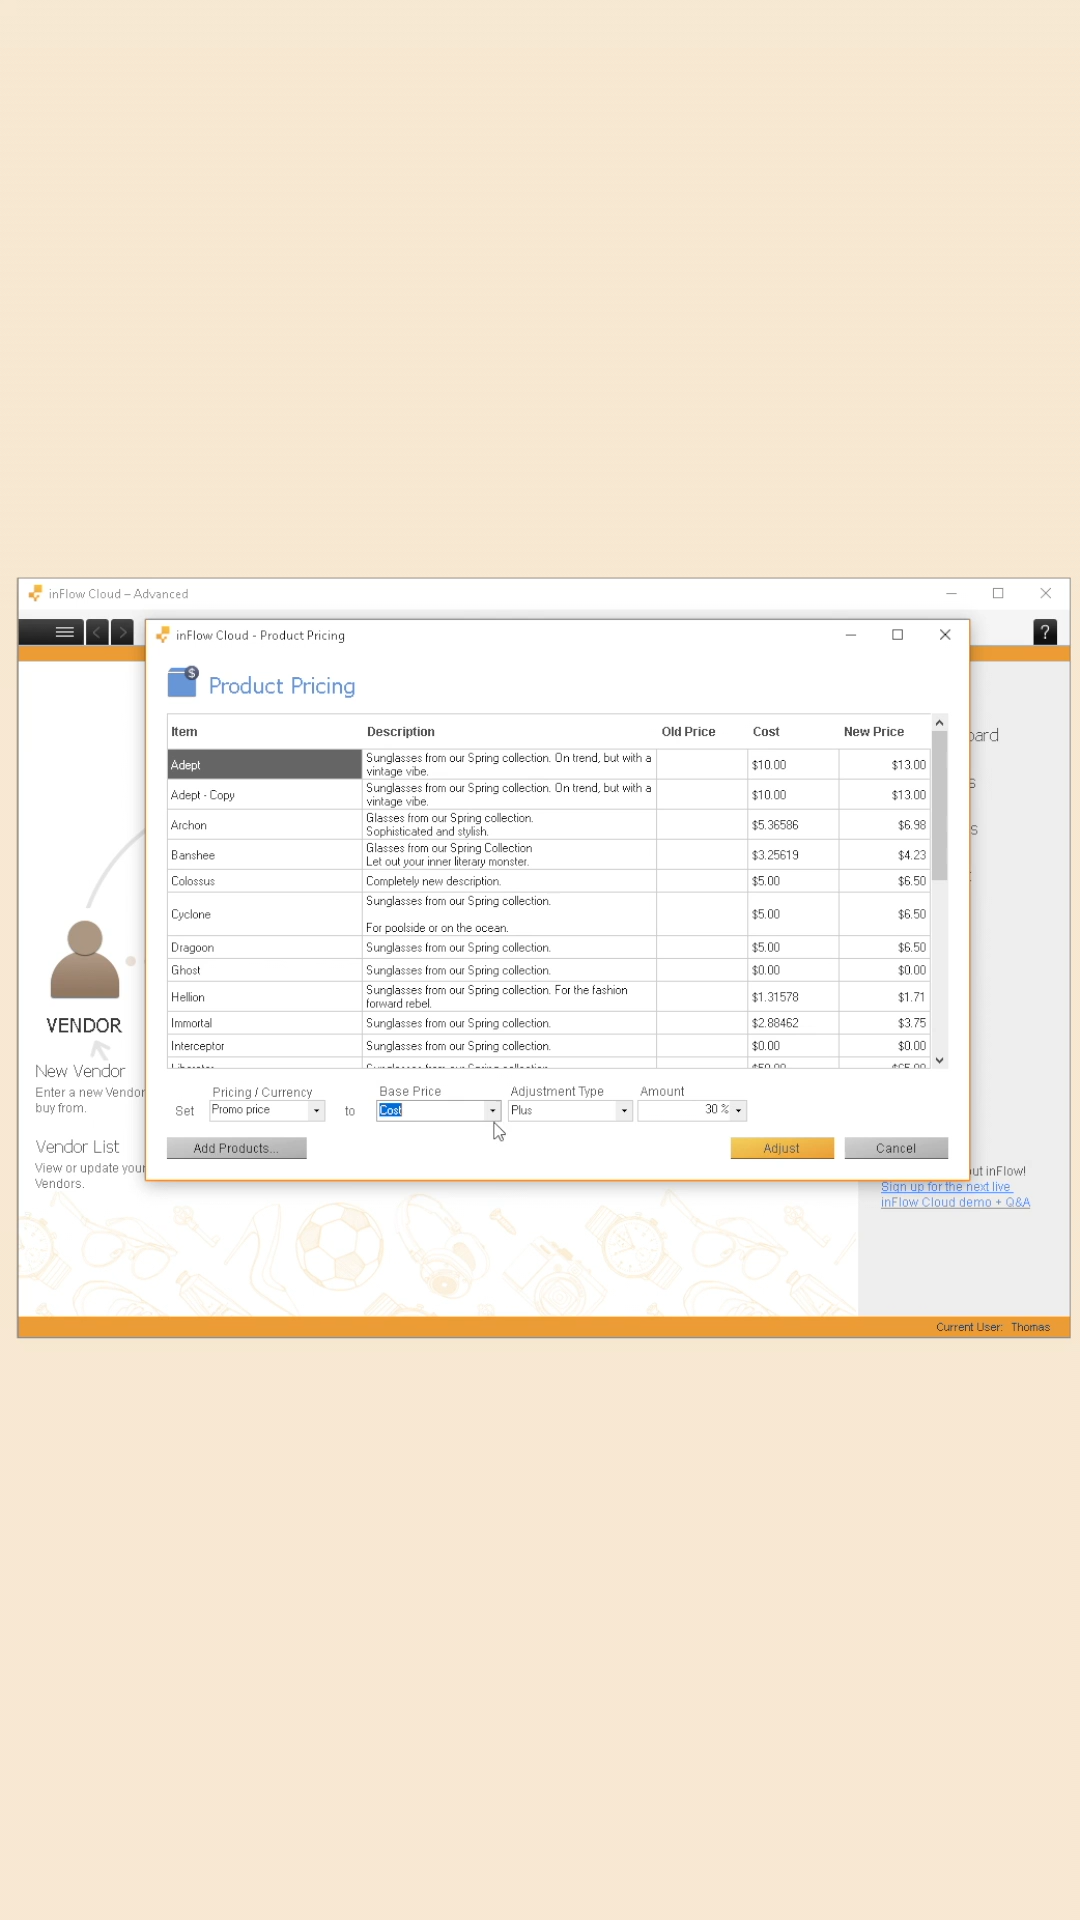 inFlow Cloud – Advanced
inFlow Cloud - Product Pricing
?
Product Pricing
Item Description Old Price Cost New Price
Adept Sunglasses from our Spring collection. On trend, but with a
vintage vibe. $10.00 $13.00
Adept - Copy Sunglasses from our Spring collection. On trend, but with a
vintage vibe. $10.00 $13.00
Archon Glasses from our Spring collection.
Sophisticated and stylish. $5.36586 $6.98
Banshee Glasses from our Spring Collection
Let out your inner literary monster. $3.25619 $4.23
Colossus Completely new description. $5.00 $6.50
Cyclone Sunglasses from our Spring collection.
For poolside or on the ocean. $5.00 $6.50
Dragoon Sunglasses from our Spring collection. $5.00 $6.50
Ghost Sunglasses from our Spring collection. $0.00 $0.00
Hellion Sunglasses from our Spring collection. For the fashion
forward rebel. $1.31578 $1.71
Immortal Sunglasses from our Spring collection. $2.88462 $3.75
Interceptor Sunglasses from our Spring collection. $0.00 $0.00
Pricing / Currency Base Price Adjustment Type Amount
Set Promo price to Cost Plus 30 %
Add Products... Adjust Cancel
VENDOR
New Vendor
Enter a new Vendor
buy from.
Vendor List
View or update your
Vendors.
oard
s
s
out inFlow!
Sign up for the next live
inFlow Cloud demo + Q&A
Current User: Thomas